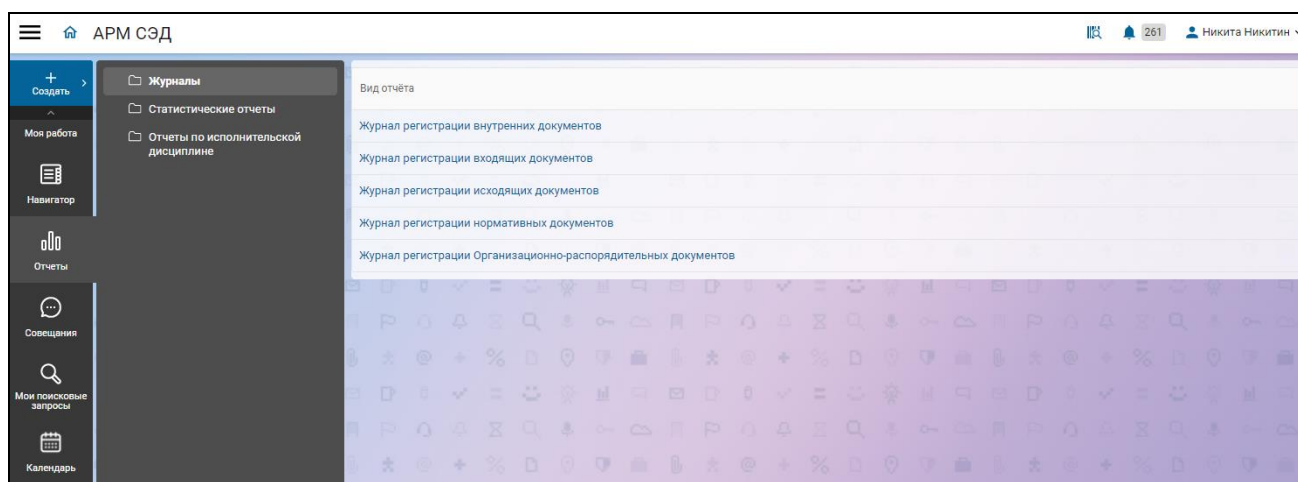 АРМ СЭД
261
Никита Никитин
Создать
Моя работа
Навигатор
Отчеты
Совещания
Мои поисковые
запросы
Календарь
Журналы
Статистические отчеты
Отчеты по исполнительской
дисциплине
Вид отчёта
Журнал регистрации внутренних документов
Журнал регистрации входящих документов
Журнал регистрации исходящих документов
Журнал регистрации нормативных документов
Журнал регистрации Организационно-распорядительных документов